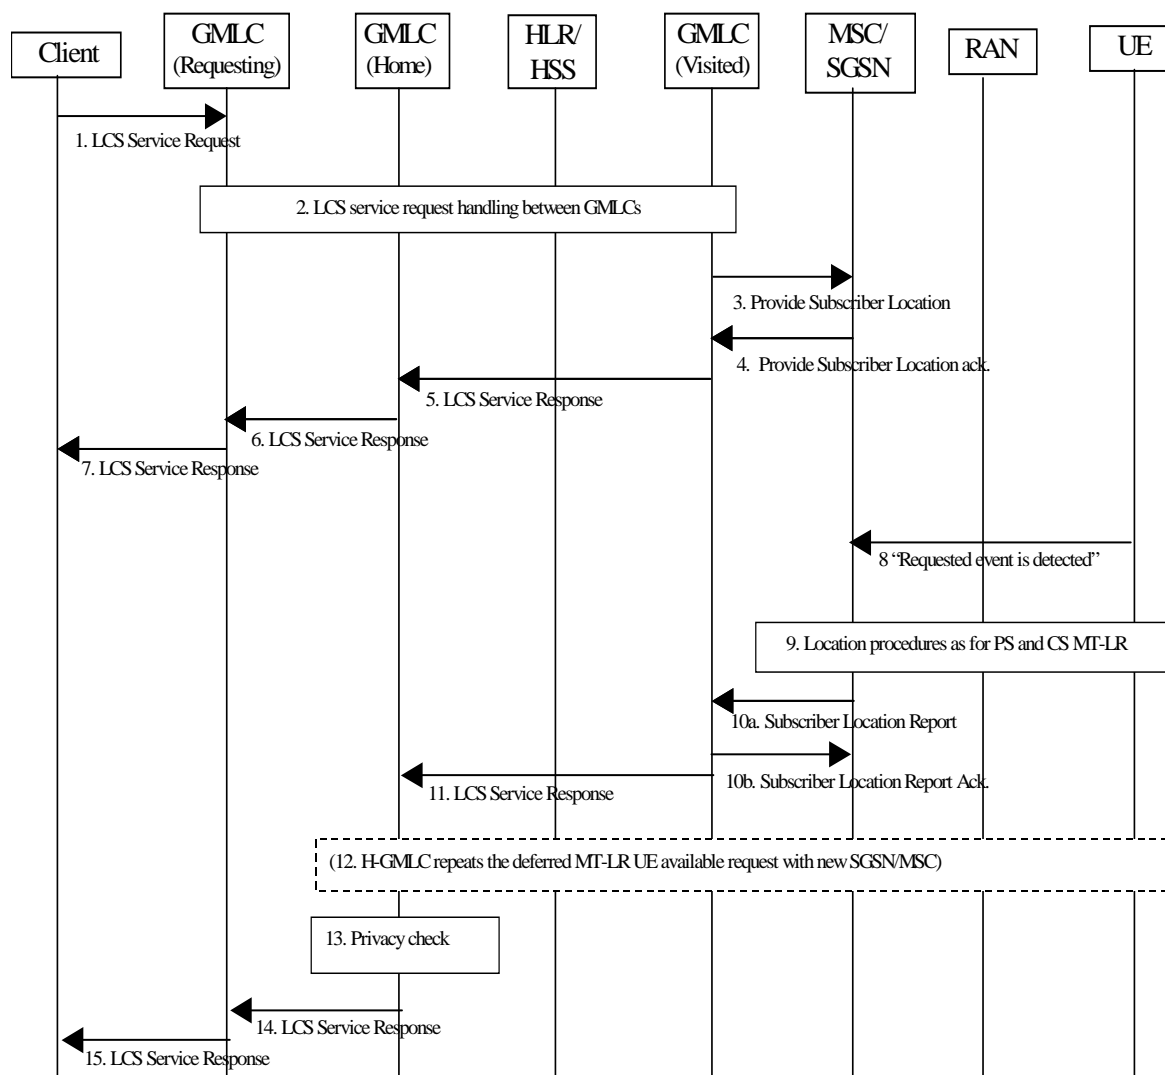 Client
GMLC
(Requesting)
GMLC
(Home)
HLR/
HSS
GMLC
(Visited)
MSC/
SGSN
RAN
UE
1. LCS Service Request
2. LCS service request handling between GMLCs
3. Provide Subscriber Location
4. Provide Subscriber Location ack.
5. LCS Service Response
6. LCS Service Response
7. LCS Service Response
8 “Requested event is detected”
9. Location procedures as for PS and CS MT-LR
10a. Subscriber Location Report
10b. Subscriber Location Report Ack.
11. LCS Service Response
(12. H-GMLC repeats the deferred MT-LR UE available request with new SGSN/MSC)
13. Privacy check
14. LCS Service Response
15. LCS Service Response